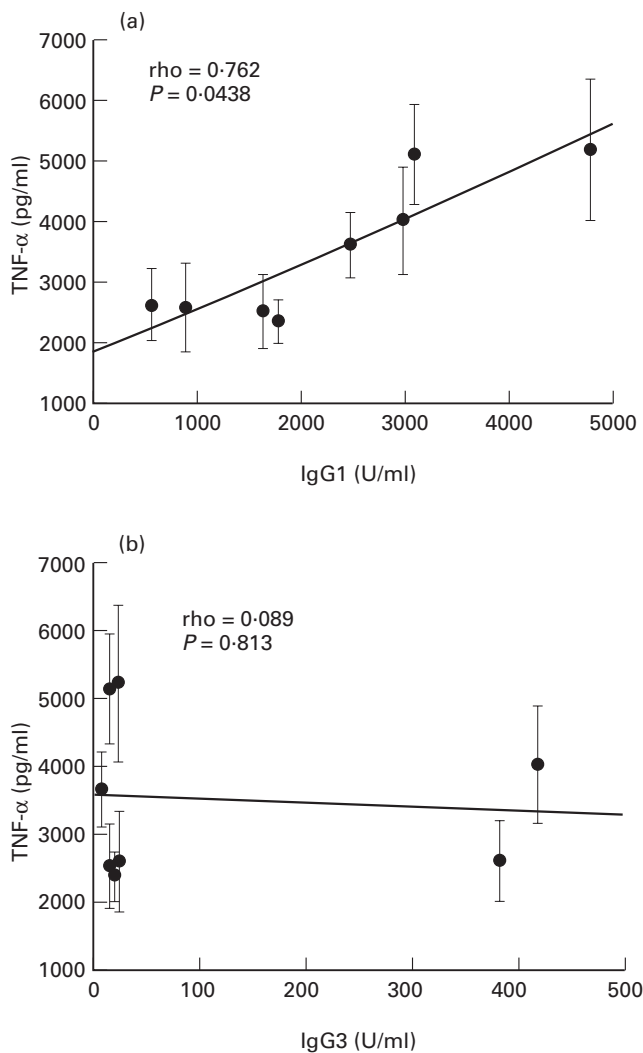 (a)
rho = 0·762
P = 0·0438
7000
6000
5000
4000
3000
2000
1000
TNF-α (pg/ml)
0 1000 2000 3000 4000 5000
IgG1 (U/ml)
(b)
rho = 0·089
P = 0·813
7000
6000
5000
4000
3000
2000
1000
TNF-α (pg/ml)
0 100 200 300 400 500
IgG3 (U/ml)